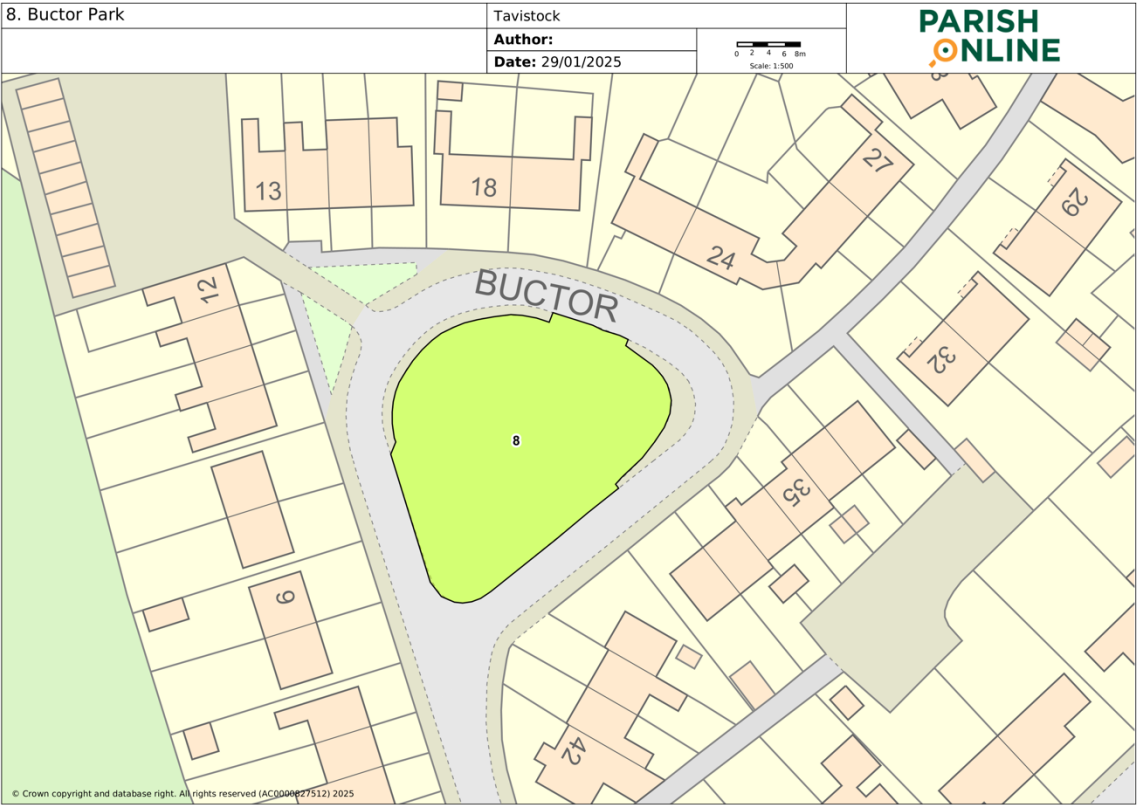 8. Buctor Park
Tavistock
Author:
Date: 29/01/2025
0 2 4 6 8m
Scale: 1:500
PARISH
ONLINE
13
18
27
29
24
12
BUCTOR
32
8
35
9
42
© Crown copyright and database right. All rights reserved (AC0000827512) 2025